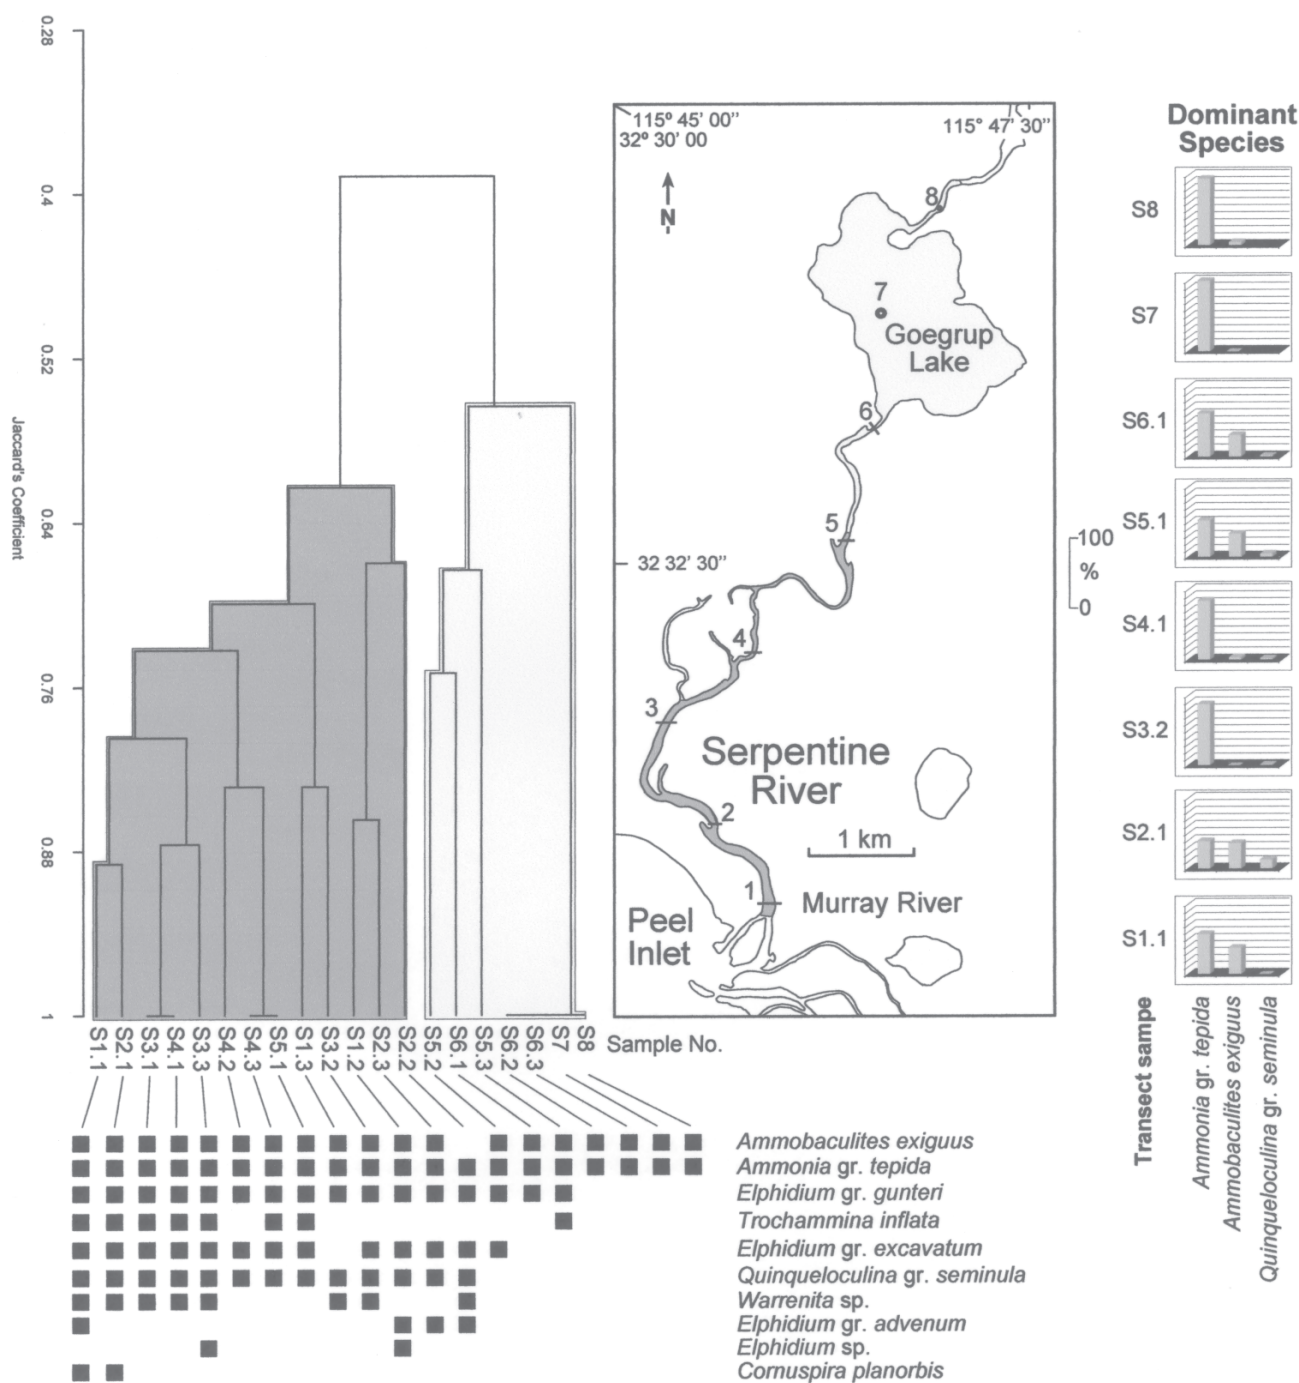 0.28
0.4
0.52
0.64
0.76
0.88
1
Jaccard's Coefficient
S1.1
S2.1
S3.1
S4.1
S3.3
S4.2
S4.3
S5.1
S1.3
S3.2
S1.2
S2.3
S2.2
S5.2
S6.1
S5.3
S6.2
S6.3
S7
S8
Sample No.
115º 45' 00”
32º 30' 00
115º 47' 30”
N
8
7
Goegrup
Lake
6
5
32 32' 30”
4
3
Serpentine
River
2
1 km
1
Murray River
Peel
Inlet
Dominant
Species
S8
S7
S6.1
S5.1
100
%
0
S4.1
S3.2
S2.1
S1.1
Transect sampe
Ammonia gr. tepida
Ammobaculites exiguus
Quinqueloculina gr. seminula
Ammobaculites exiguus
Ammonia gr. tepida
Elphidium gr. gunteri
Trochammina inflata
Elphidium gr. excavatum
Quinqueloculina gr. seminula
Warrenita sp.
Elphidium gr. advenum
Elphidium sp.
Cornuspira planorbis